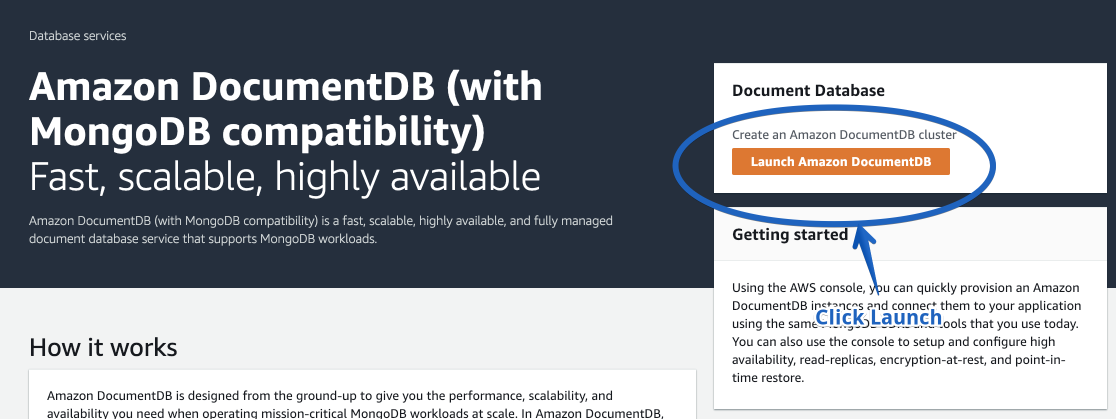 Database services
Amazon DocumentDB (with
MongoDB compatibility)
Fast, scalable, highly available
Amazon DocumentDB (with MongoDB compatibility) is a fast, scalable, highly available, and fully managed
document database service that supports MongoDB workloads.
Document Database
Create an Amazon DocumentDB cluster
Launch Amazon DocumentDB
Getting started
Using the AWS console, you can quickly provision an Amazon
DocumentDB instances and connect them to your application
using the same MongoDB tools that you use today.
You can also use the console to setup and configure high
availability, read-replicas, encryption-at-rest, and point-in-
time restore.
Click Launch
How it works
Amazon DocumentDB is designed from the ground-up to give you the performance, scalability, and
availability you need when operating mission-critical MongoDB workloads at scale. In Amazon DocumentDB,